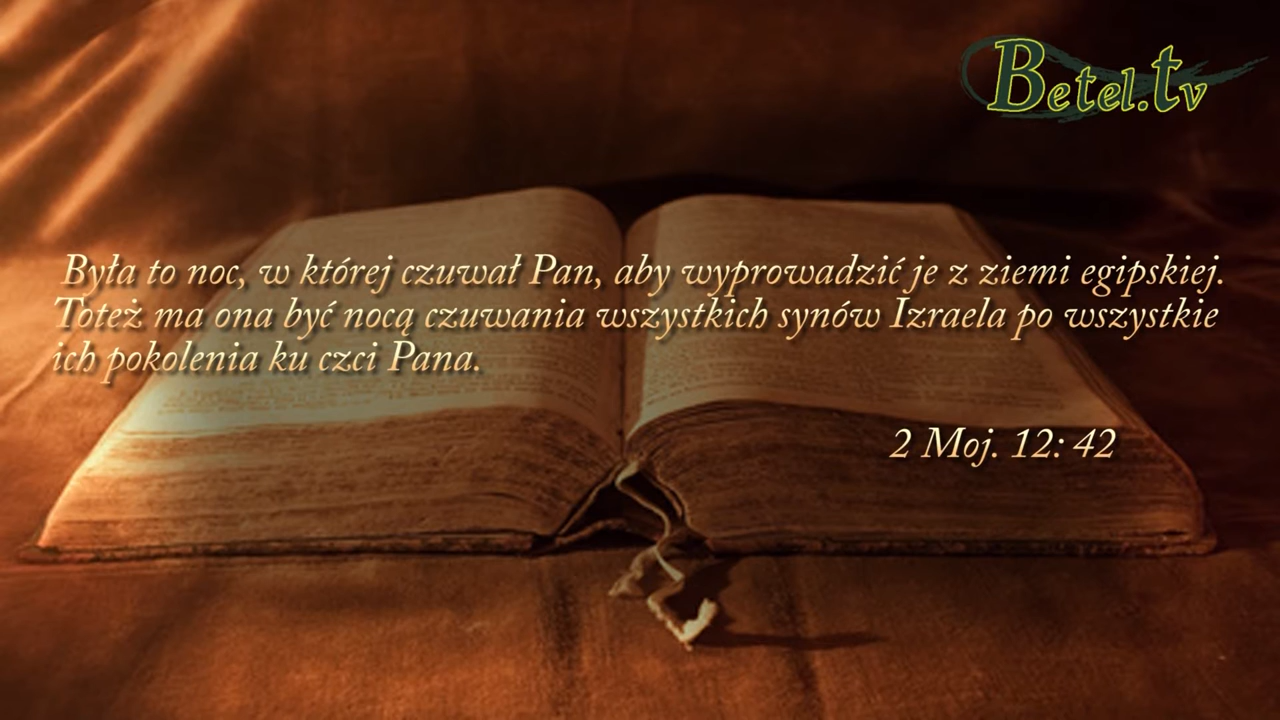 Betel.tv
Była to noc, w której czuwał Pan, aby wyprowadzić je z ziemi egipskiej.
Toteż ma ona być nocą czuwania wszystkich synów Izraela po wszystkie
ich pokolenia ku czci Pana.
2 Moj. 12: 42